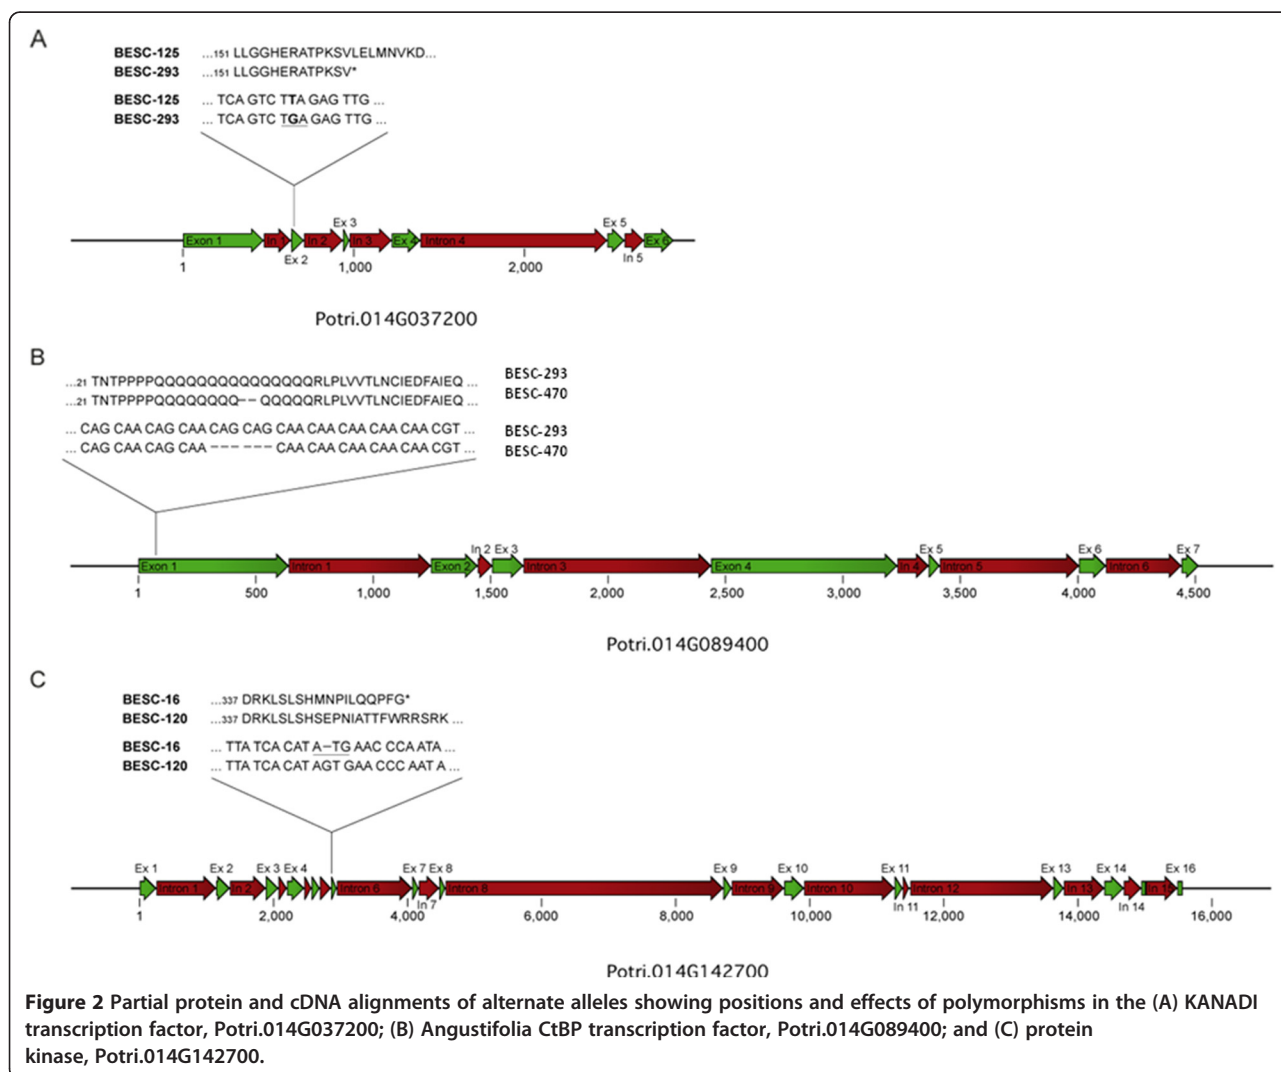 A
BESC-125 ...151 LLGGHERATPKSVLELMNVKD...
BESC-293 ...151 LLGGHERATPKSV*
BESC-125 ... TCA GTC TTA GAG TTG ...
BESC-293 ... TCA GTC TGA GAG TTG ...
Ex 3 Ex 5
Exon 1 In 1 In 2 In 3 Ex 4 Intron 4 Ex 6
Ex 2 In 5
1 1,000 2,000
Potri.014G037200
B
...21 TNTPPPPQQQQQQQQQQQQQQQRLPLVVTLNCIEDFAIEQ ... BESC-293
...21 TNTPPPPQQQQQQQQ−− QQQQQRLPLVVTLNCIEDFAIEQ ... BESC-470
... CAG CAA CAG CAA CAG CAG CAA CAA CAA CAA CAA CGT ... BESC-293
... CAG CAA CAG CAA −−−−−− CAA CAA CAA CAA CAA CGT ... BESC-470
In 2 Ex 3 Ex 5 Ex 6 Ex 7
Exon 1 Intron 1 Exon 2 Intron 3 Exon 4 In 4 Intron 5 Intron 6
1 500 1,000 1,500 2,000 2,500 3,000 3,500 4,000 4,500
Potri.014G089400
C
BESC-16 ...337 DRKLSLSHMNPILQQPFG*
BESC-120 ...337 DRKLSLSHSEPNIATTFWRRSRK ...
BESC-16 ... TTA TCA CAT A−TG AAC CCA ATA ...
BESC-120 ... TTA TCA CAT AGT GAA CCC AAT A ...
Ex 1 Ex 2 Ex 3 Ex 4 Ex 7 Ex 8 Ex 9 Ex 10 Ex 11 Ex 13 Ex 14 Ex 16
Intron 1 In 2 Intron 6 Intron 8 Intron 9 Intron 10 Intron 12 In 13 In 15
In 7 In 11 In 14
1 2,000 4,000 6,000 8,000 10,000 12,000 14,000 16,000
Potri.014G142700
Figure 2 Partial protein and cDNA alignments of alternate alleles showing positions and effects of polymorphisms in the (A) KANADI
transcription factor, Potri.014G037200; (B) Angustifolia CtBP transcription factor, Potri.014G089400; and (C) protein
kinase, Potri.014G142700.